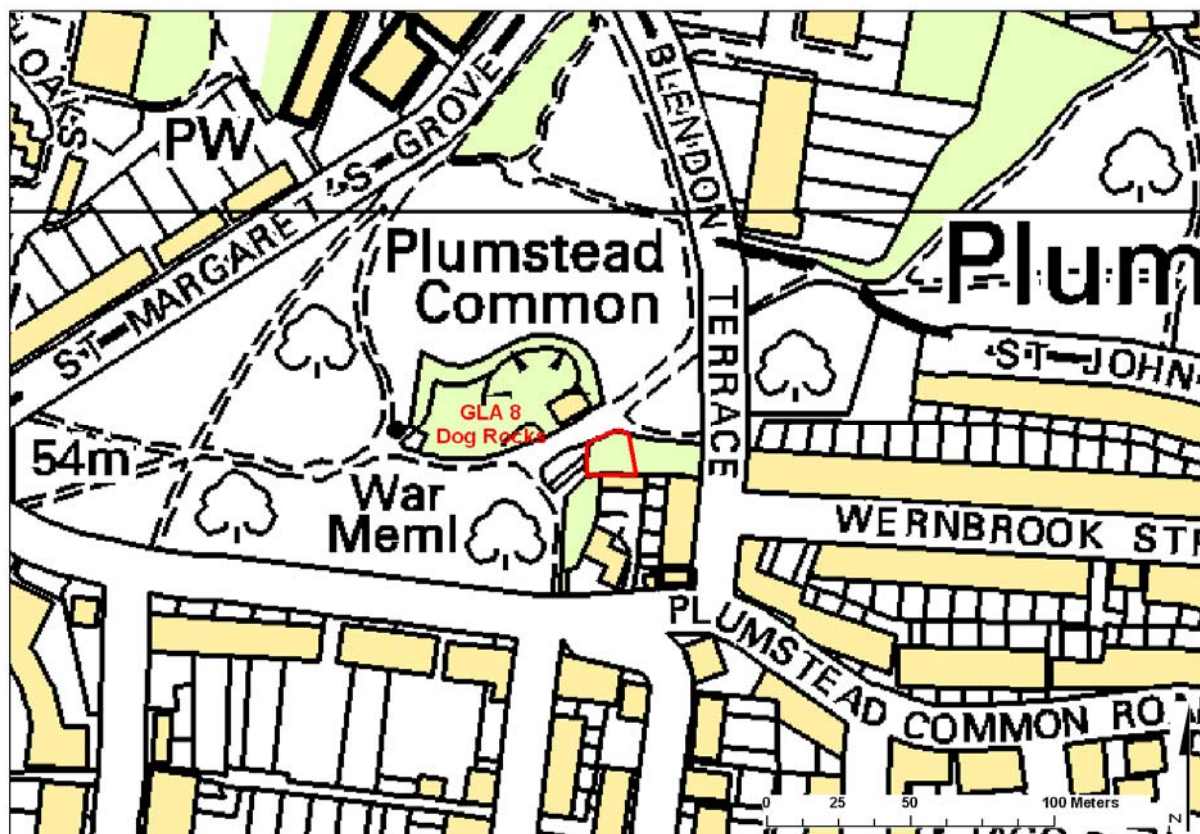 OAKS
PW
ST MARGARET'S GROVE
BLENDON TERRACE
Plumstead
Common
Plum
ST JOHN
GLA 8
Dog Rocks
54m
War
Meml
WERNBROOK STR
PLUMSTEAD COMMON RO
0 25 50 100 Meters
N